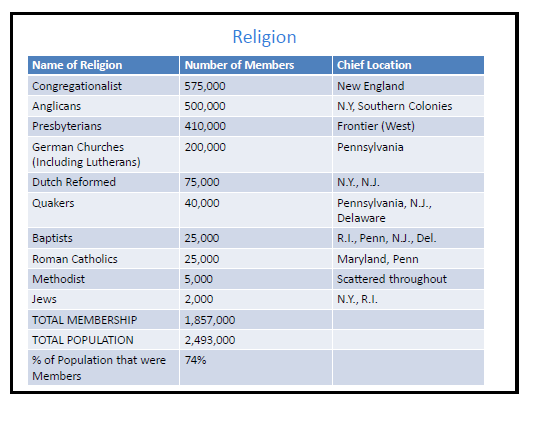 Religion
Name of Religion Number of Members Chief Location
Congregationalist 575,000 New England
Anglicans 500,000 N.Y, Southern Colonies
Presbyterians 410,000 Frontier (West)
German Churches 200,000 Pennsylvania
(Including Lutherans)
Dutch Reformed 75,000 N.Y., N.J.
Quakers 40,000 Pennsylvania, N.J.,
Delaware
Baptists 25,000 R.I., Penn, N.J., Del.
Roman Catholics 25,000 Maryland, Penn
Methodist 5,000 Scattered throughout
Jews 2,000 N.Y., R.I.
TOTAL MEMBERSHIP 1,857,000
TOTAL POPULATION 2,493,000
% of Population that were 74%
Members